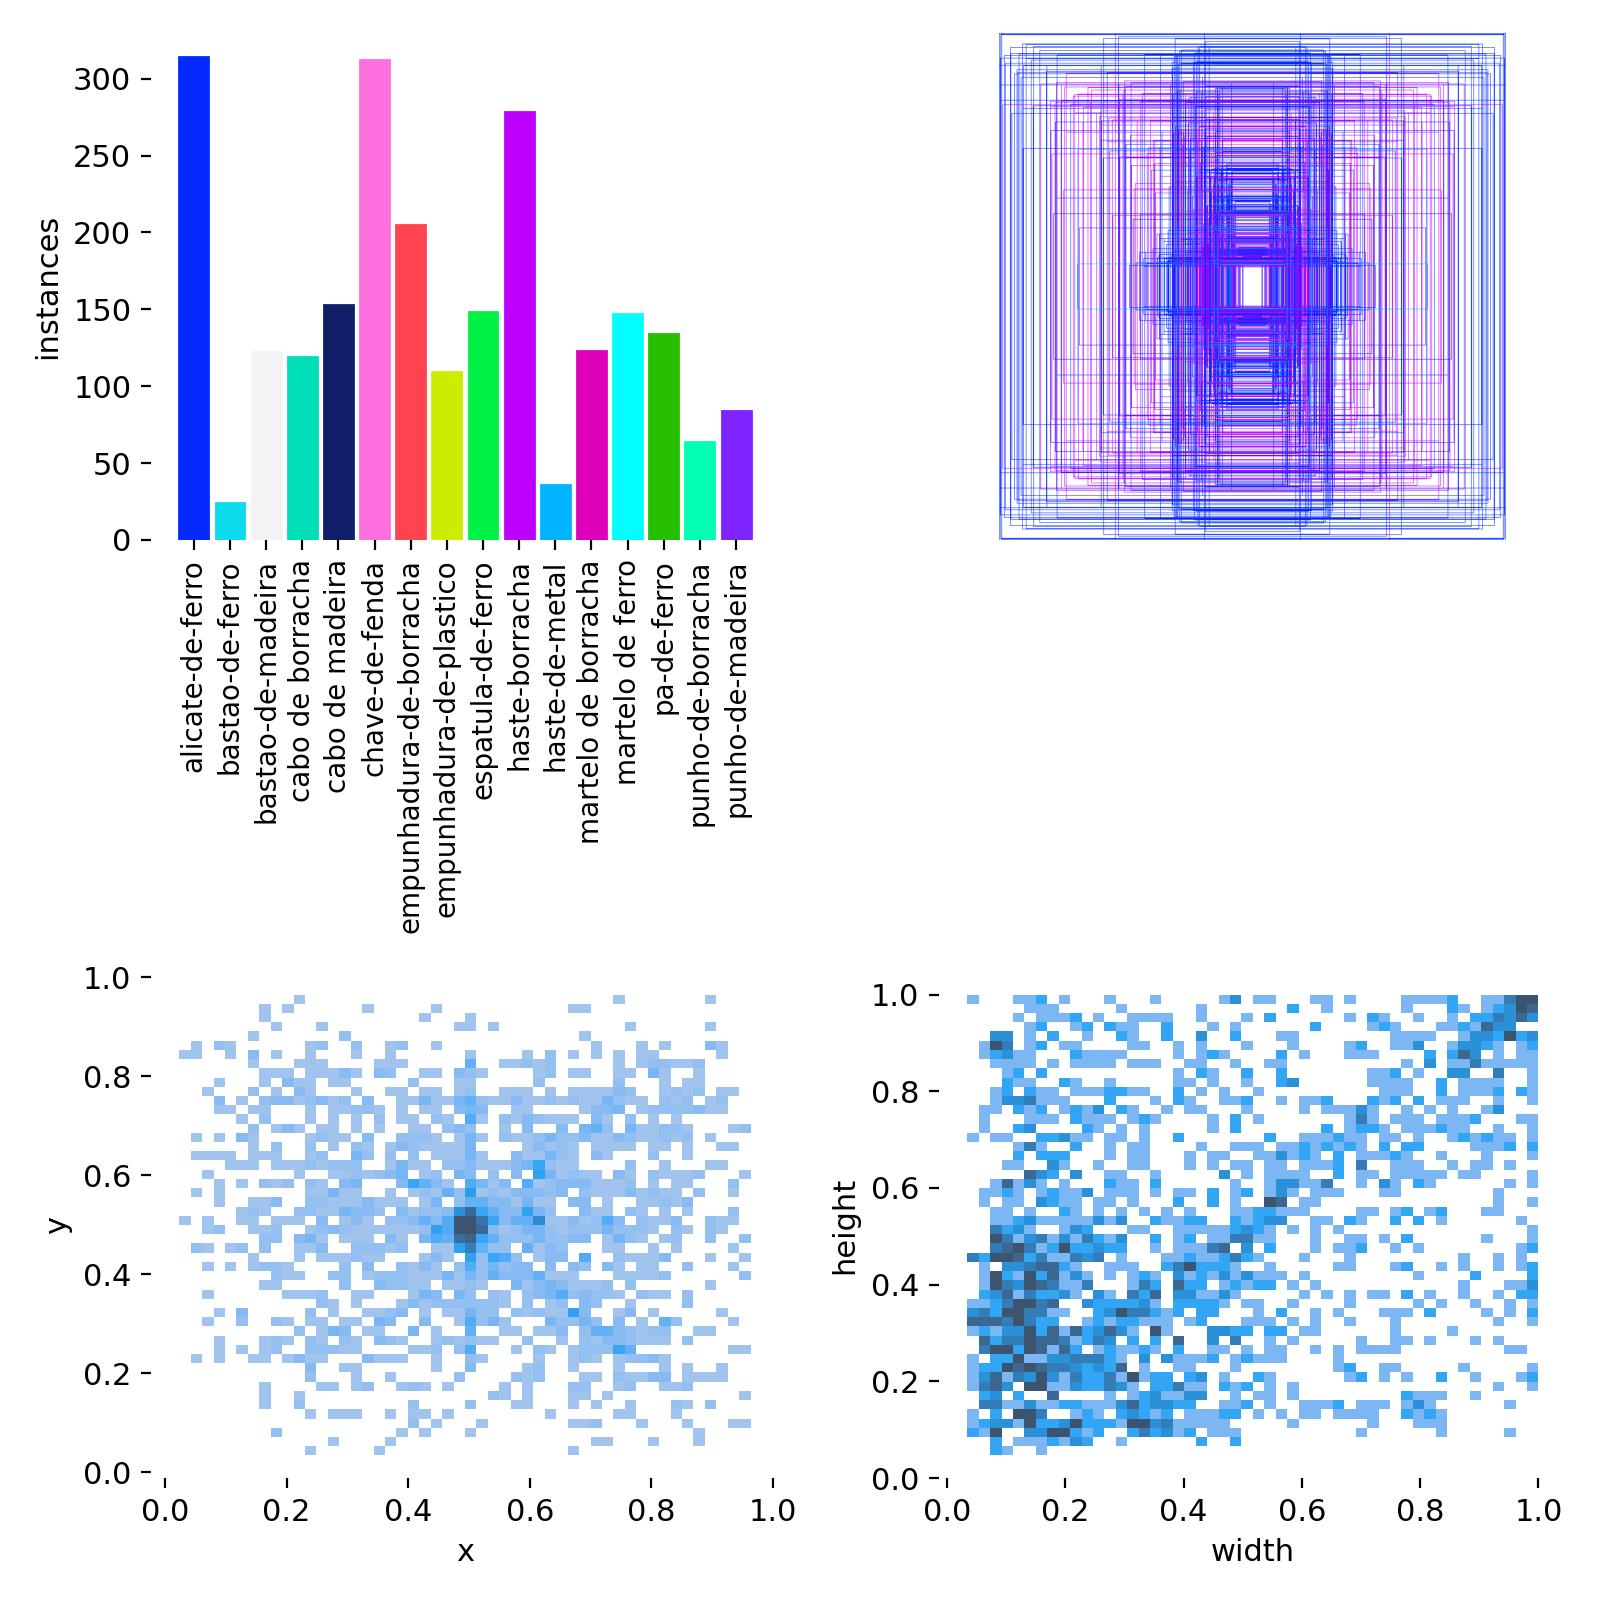 instances
300
250
200
150
100
50
0
alicate-de-ferro
bastao-de-ferro
bastao-de-madeira
cabo de borracha
cabo de madeira
chave-de-fenda
empunhadura-de-borracha
empunhadura-de-plastico
espatula-de-ferro
haste-borracha
haste-de-metal
martelo de borracha
martelo de ferro
pa-de-ferro
punho-de-borracha
punho-de-madeira
y
1.0
0.8
0.6
0.4
0.2
0.0
0.0 0.2 0.4 0.6 0.8 1.0
x
height
1.0
0.8
0.6
0.4
0.2
0.0
0.0 0.2 0.4 0.6 0.8 1.0
width